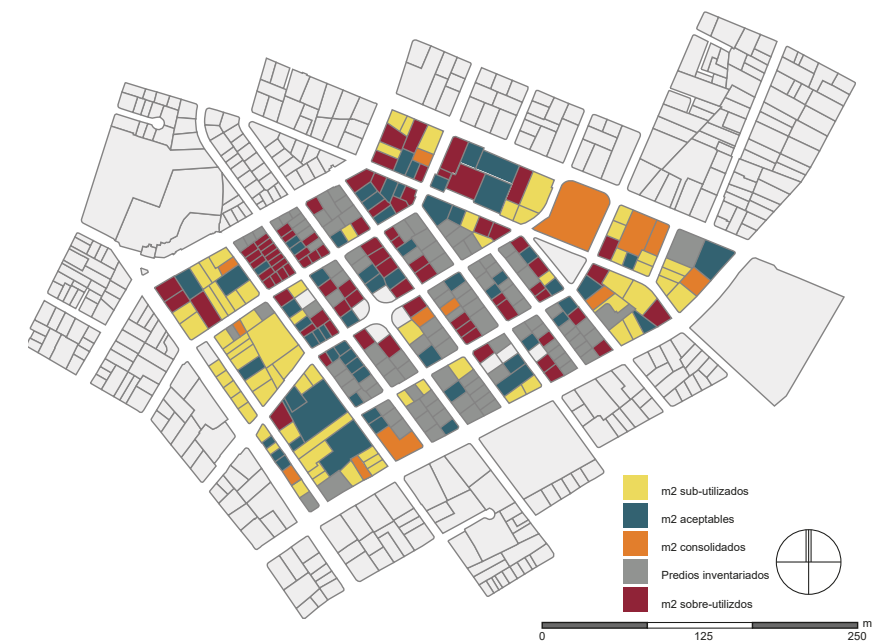 m2 sub-utilizados
m2 aceptables
m2 consolidados
Predios inventariados
m2 sobre-utilizdos
m
0 125 250